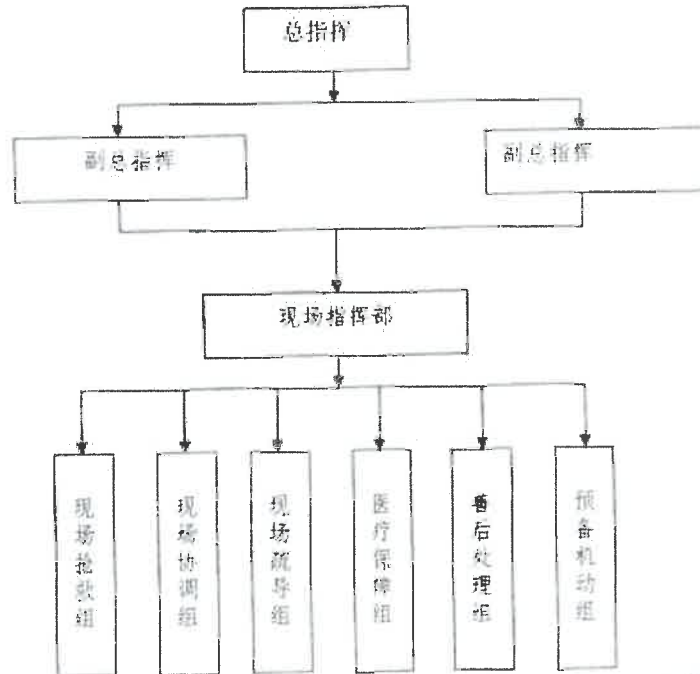 总指挥
副总指挥
副总指挥
现场指挥部
现场抢救组
现场协调组
现场疏导组
医疗保障组
善后处理组
预备机动组